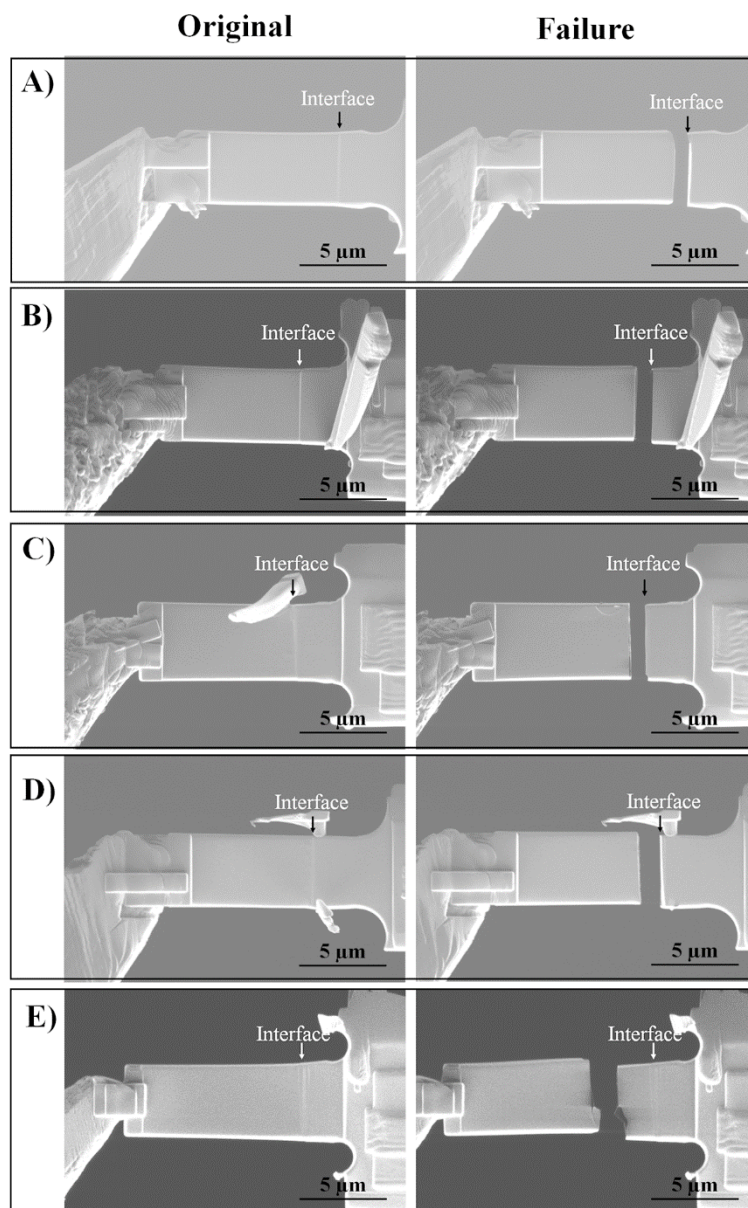 Original Failure
A)
Interface Interface
5 µm 5 µm
B)
Interface Interface
5 µm 5 µm
C)
Interface Interface
5 µm 5 µm
D)
Interface Interface
5 µm 5 µm
E)
Interface Interface
5 µm 5 µm